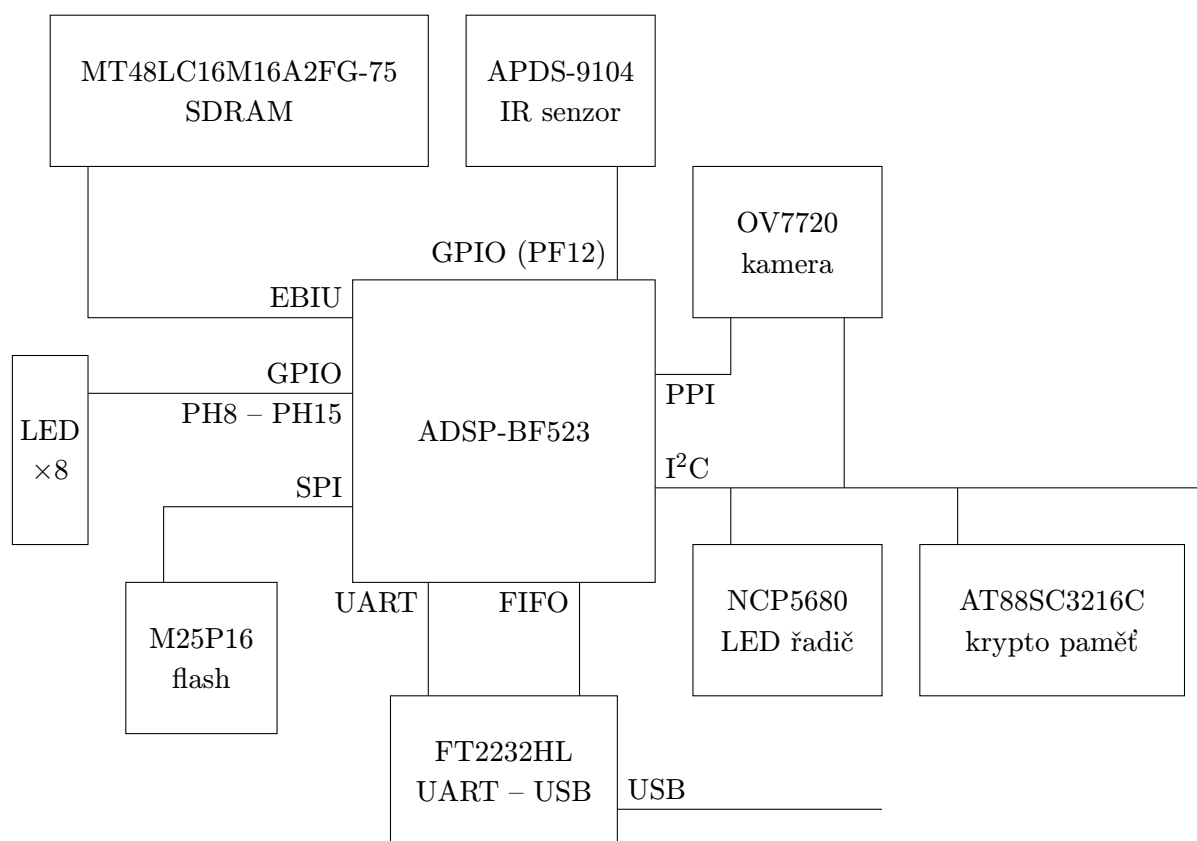 MT48LC16M16A2FG-75
SDRAM
APDS-9104
IR senzor
OV7720
kamera
GPIO (PF12)
EBIU
GPIO
PH8 – PH15
LED
×8
SPI
ADSP-BF523
PPI
I²C
M25P16
flash
UART
FIFO
NCP5680
LED řadič
AT88SC3216C
krypto paměť
FT2232HL
UART – USB
USB